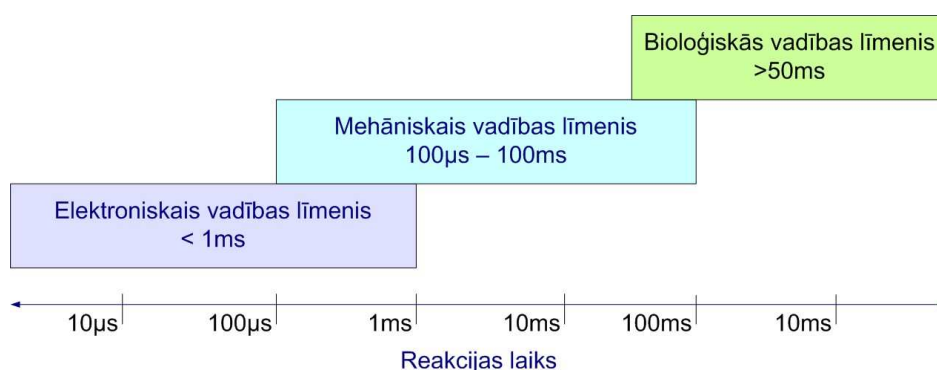 Bioloģiskās vadības līmenis
>50ms
Mehāniskais vadības līmenis
100µs – 100ms
Elektroniskais vadības līmenis
< 1ms
10µs 100µs 1ms 10ms 100ms 10ms
Reakcijas laiks